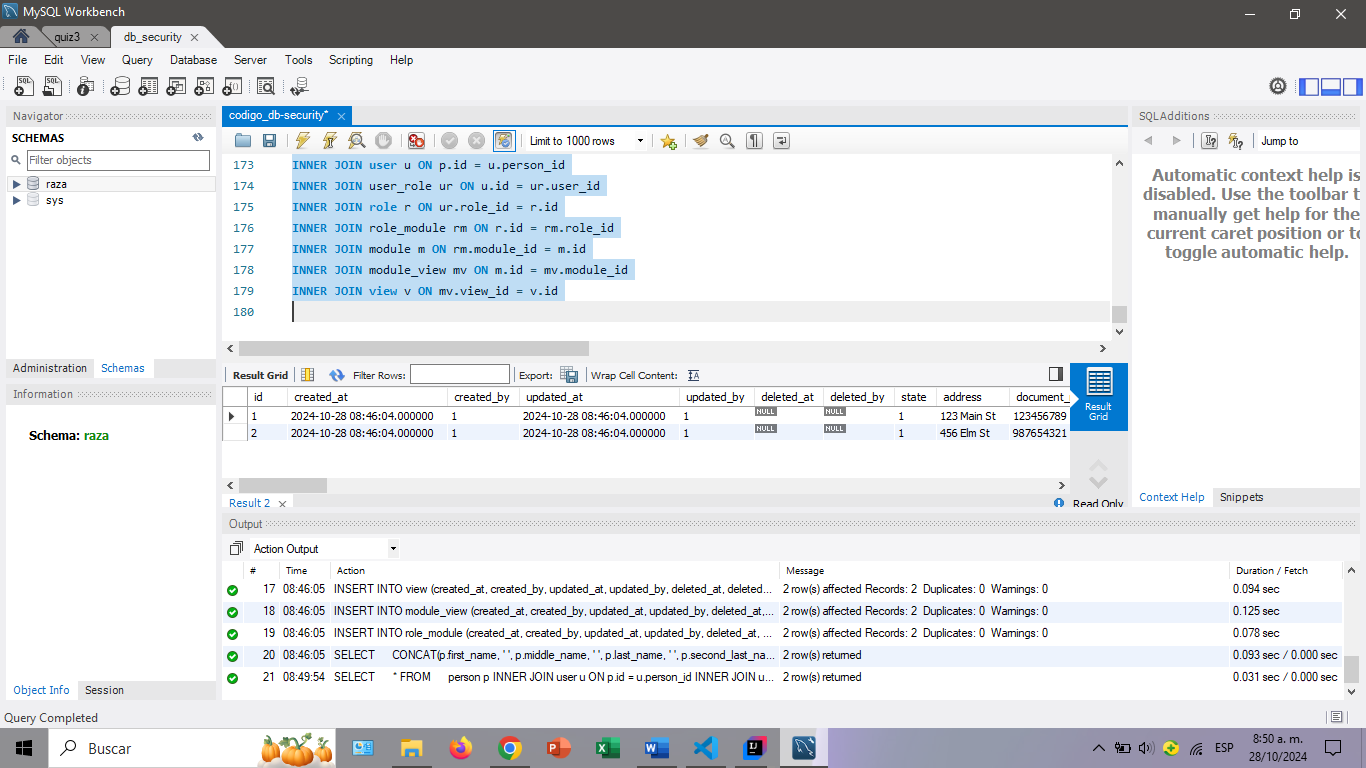 MySQL Workbench
quiz3
db_security
File Edit View Query Database Server Tools Scripting Help
Navigator
SCHEMAS
Filter objects
raza
sys
Administration Schemas
Information
Schema: raza
Object Info Session
codigo_db-security*
Limit to 1000 rows
173 INNER JOIN user u ON p.id = u.person_id
174 INNER JOIN user_role ur ON u.id = ur.user_id
175 INNER JOIN role r ON ur.role_id = r.id
176 INNER JOIN role_module rm ON r.id = rm.role_id
177 INNER JOIN module m ON rm.module_id = m.id
178 INNER JOIN module_view mv ON m.id = mv.module_id
179 INNER JOIN view v ON mv.view_id = v.id
180
Result Grid Filter Rows: Export: Wrap Cell Content:
id created_at created_by updated_at updated_by deleted_at deleted_by state address document_
1 2024-10-28 08:46:04.000000 1 2024-10-28 08:46:04.000000 1 NULL NULL 1 123 Main St 123456789
2 2024-10-28 08:46:04.000000 1 2024-10-28 08:46:04.000000 1 NULL NULL 1 456 Elm St 987654321
Result
Grid
Result 2
Read Only
SQLAdditions
Jump to
Automatic context help is
disabled. Use the toolbar t
manually get help for the
current caret position or to
toggle automatic help.
Context Help Snippets
Output
Action Output
# Time Action Message Duration / Fetch
17 08:46:05 INSERT INTO view (created_at, created_by, updated_at, updated_by, deleted_at, deleted... 2 row(s) affected Records: 2 Duplicates: 0 Warnings: 0 0.094 sec
18 08:46:05 INSERT INTO module_view (created_at, created_by, updated_at, updated_by, deleted_at,... 2 row(s) affected Records: 2 Duplicates: 0 Warnings: 0 0.125 sec
19 08:46:05 INSERT INTO role_module (created_at, created_by, updated_at, updated_by, deleted_at, ... 2 row(s) affected Records: 2 Duplicates: 0 Warnings: 0 0.078 sec
20 08:46:05 SELECT CONCAT(p.first_name, ' ', p.middle_name, ' ', p.last_name, ' ', p.second_last_na... 2 row(s) returned 0.093 sec / 0.000 sec
21 08:49:54 SELECT * FROM person p INNER JOIN user u ON p.id = u.person_id INNER JOIN u... 2 row(s) returned 0.031 sec / 0.000 sec
Query Completed
Buscar
ESP
8:50 a. m.
28/10/2024